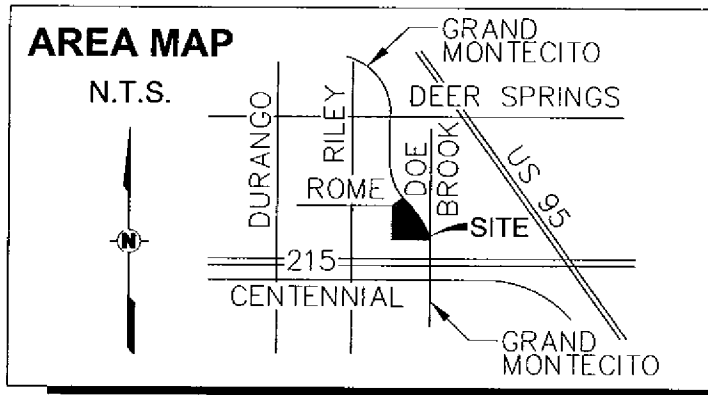 AREA MAP
N.T.S.
N
GRAND
MONTECITO
DEER SPRINGS
DURANGO
RILEY
DOE
BROOK
US 95
ROME
SITE
215
CENTENNIAL
GRAND
MONTECITO